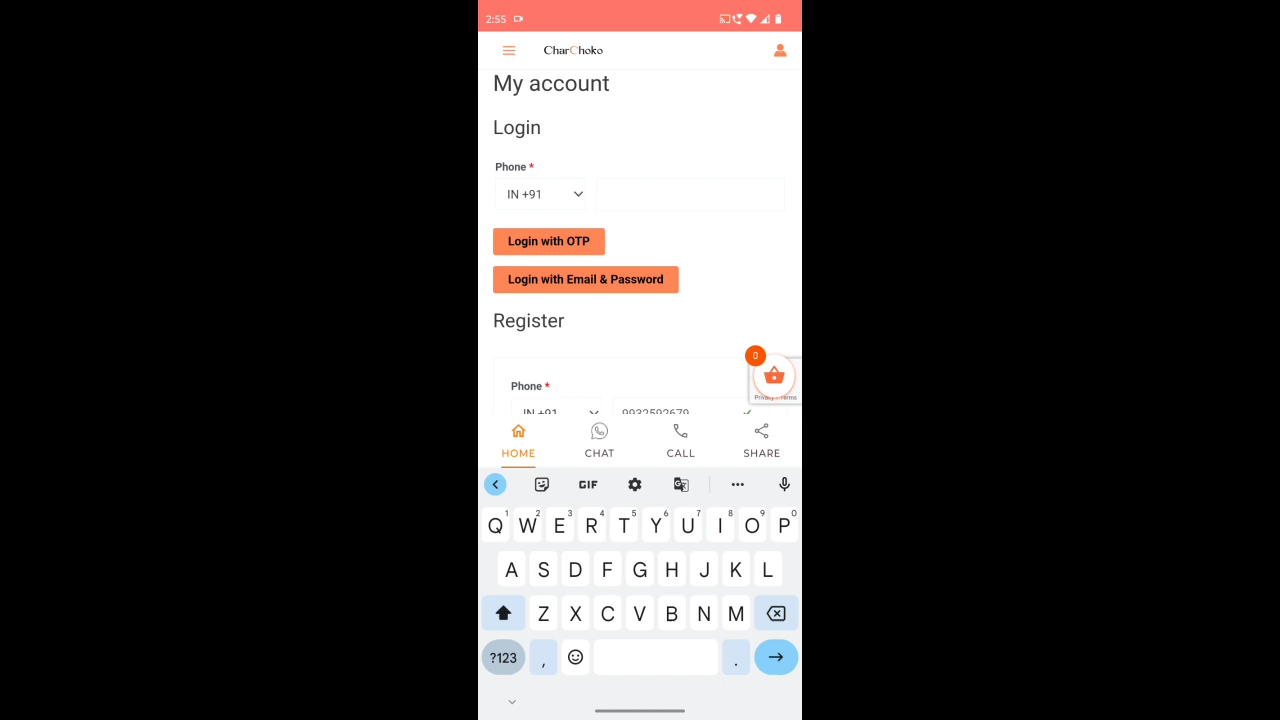 2:55
CharChoko
My account
Login
Phone *
IN +91
Login with OTP
Login with Email & Password
Register
0
Phone *
Privacy - Terms
IN +91 9932592679
HOME CHAT CALL SHARE
GIF
Q 1 W 2 E 3 R 4 T 5 Y 6 U 7 I 8 O 9 P 0
A S D F G H J K L
Z X C V B N M
?123 , .